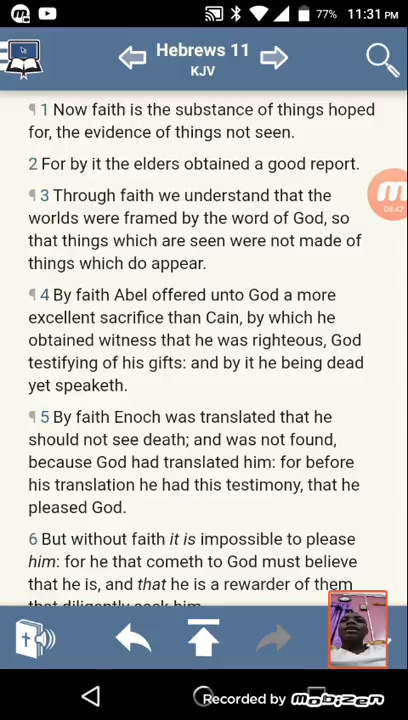 77% 11:31 PM
Hebrews 11
KJV
¶ 1 Now faith is the substance of things hoped
for, the evidence of things not seen.
2 For by it the elders obtained a good report.
¶ 3 Through faith we understand that the
worlds were framed by the word of God, so
that things which are seen were not made of
things which do appear.
¶ 4 By faith Abel offered unto God a more
excellent sacrifice than Cain, by which he
obtained witness that he was righteous, God
testifying of his gifts: and by it he being dead
yet speaketh.
¶ 5 By faith Enoch was translated that he
should not see death; and was not found,
because God had translated him: for before
his translation he had this testimony, that he
pleased God.
6 But without faith it is impossible to please
him: for he that cometh to God must believe
that he is, and that he is a rewarder of them
that diligently seek him.
m
08:42
Recorded by mobizen